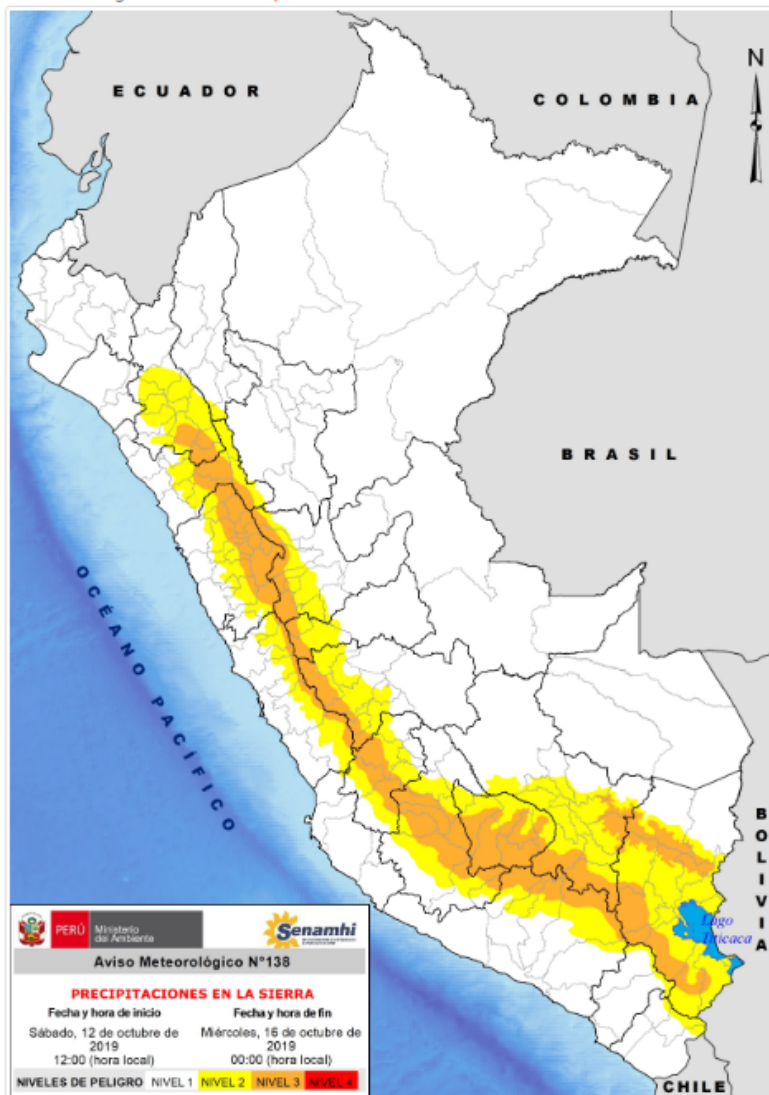 ECUADOR
COLOMBIA
N
BRASIL
OCÉANO PACÍFICO
BOLIVIA
Lago
Titicaca
PERÚ
Ministerio
del Ambiente
Senamhi
Aviso Meteorológico N°138
PRECIPITACIONES EN LA SIERRA
Fecha y hora de inicio
Sábado, 12 de octubre de
2019
12:00 (hora local)
Fecha y hora de fin
Miércoles, 16 de octubre de
2019
00:00 (hora local)
NIVELES DE PELIGRO NIVEL 1 NIVEL 2 NIVEL 3 NIVEL 4
CHILE